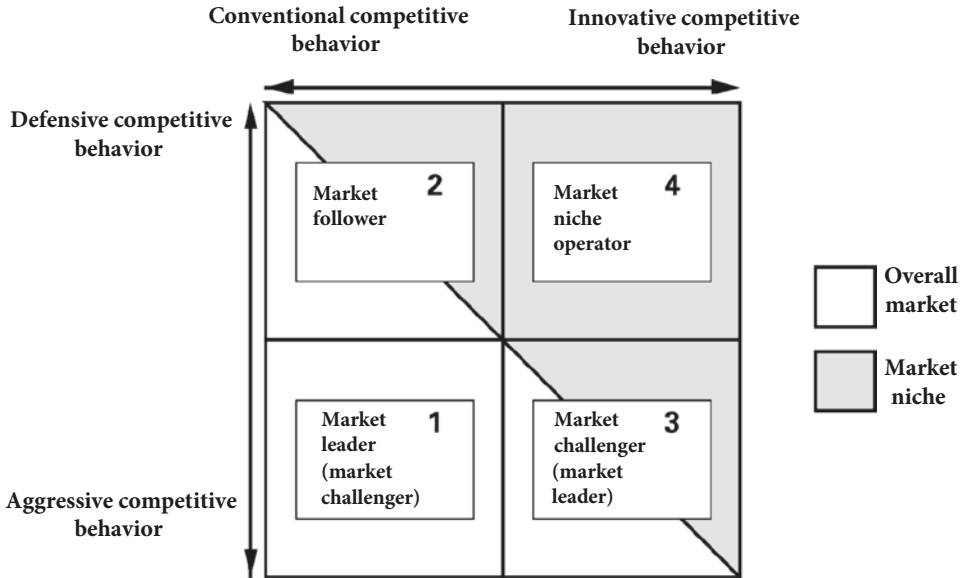 Conventional competitive
behavior
Innovative competitive
behavior
Defensive competitive
behavior
Market
follower
2
Market
niche
operator
4
Overall
market
Market
niche
Market
leader
(market
challenger)
1
Market
challenger
(market
leader)
3
Aggressive competitive
behavior